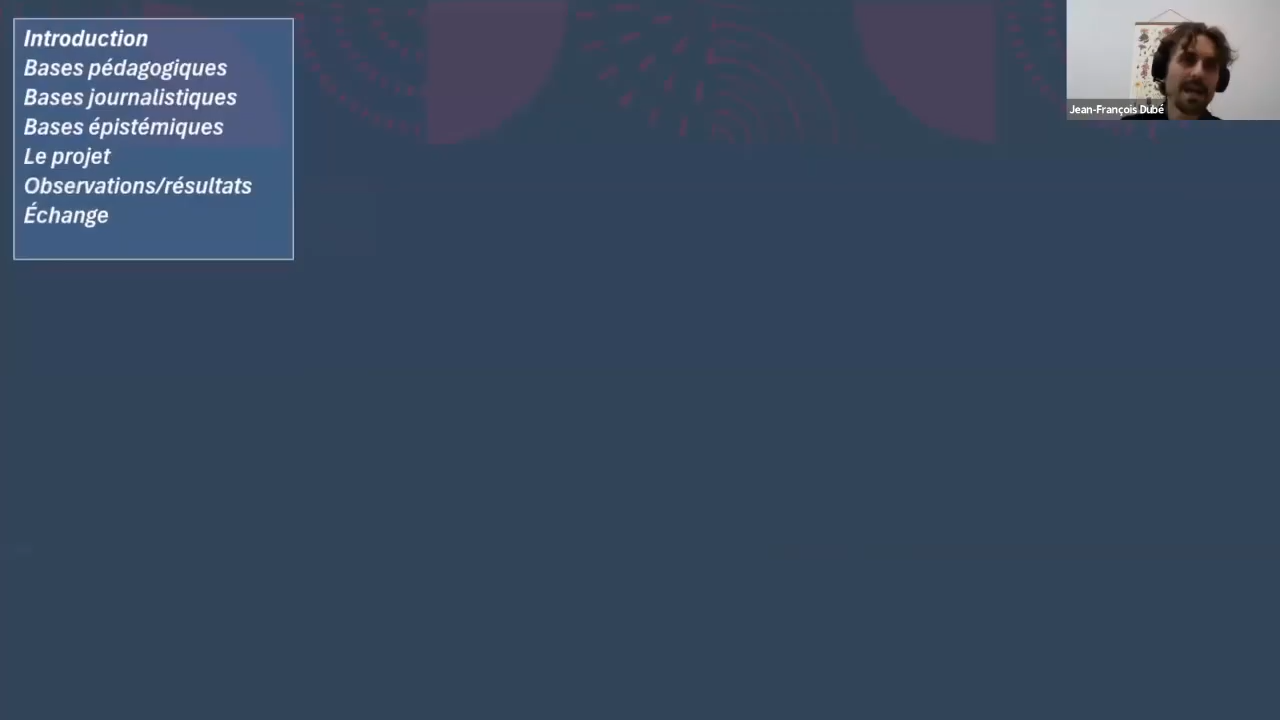 Introduction
Bases pédagogiques
Bases journalistiques
Bases épistémiques
Le projet
Observations/résultats
Échange
Jean-François Dubé